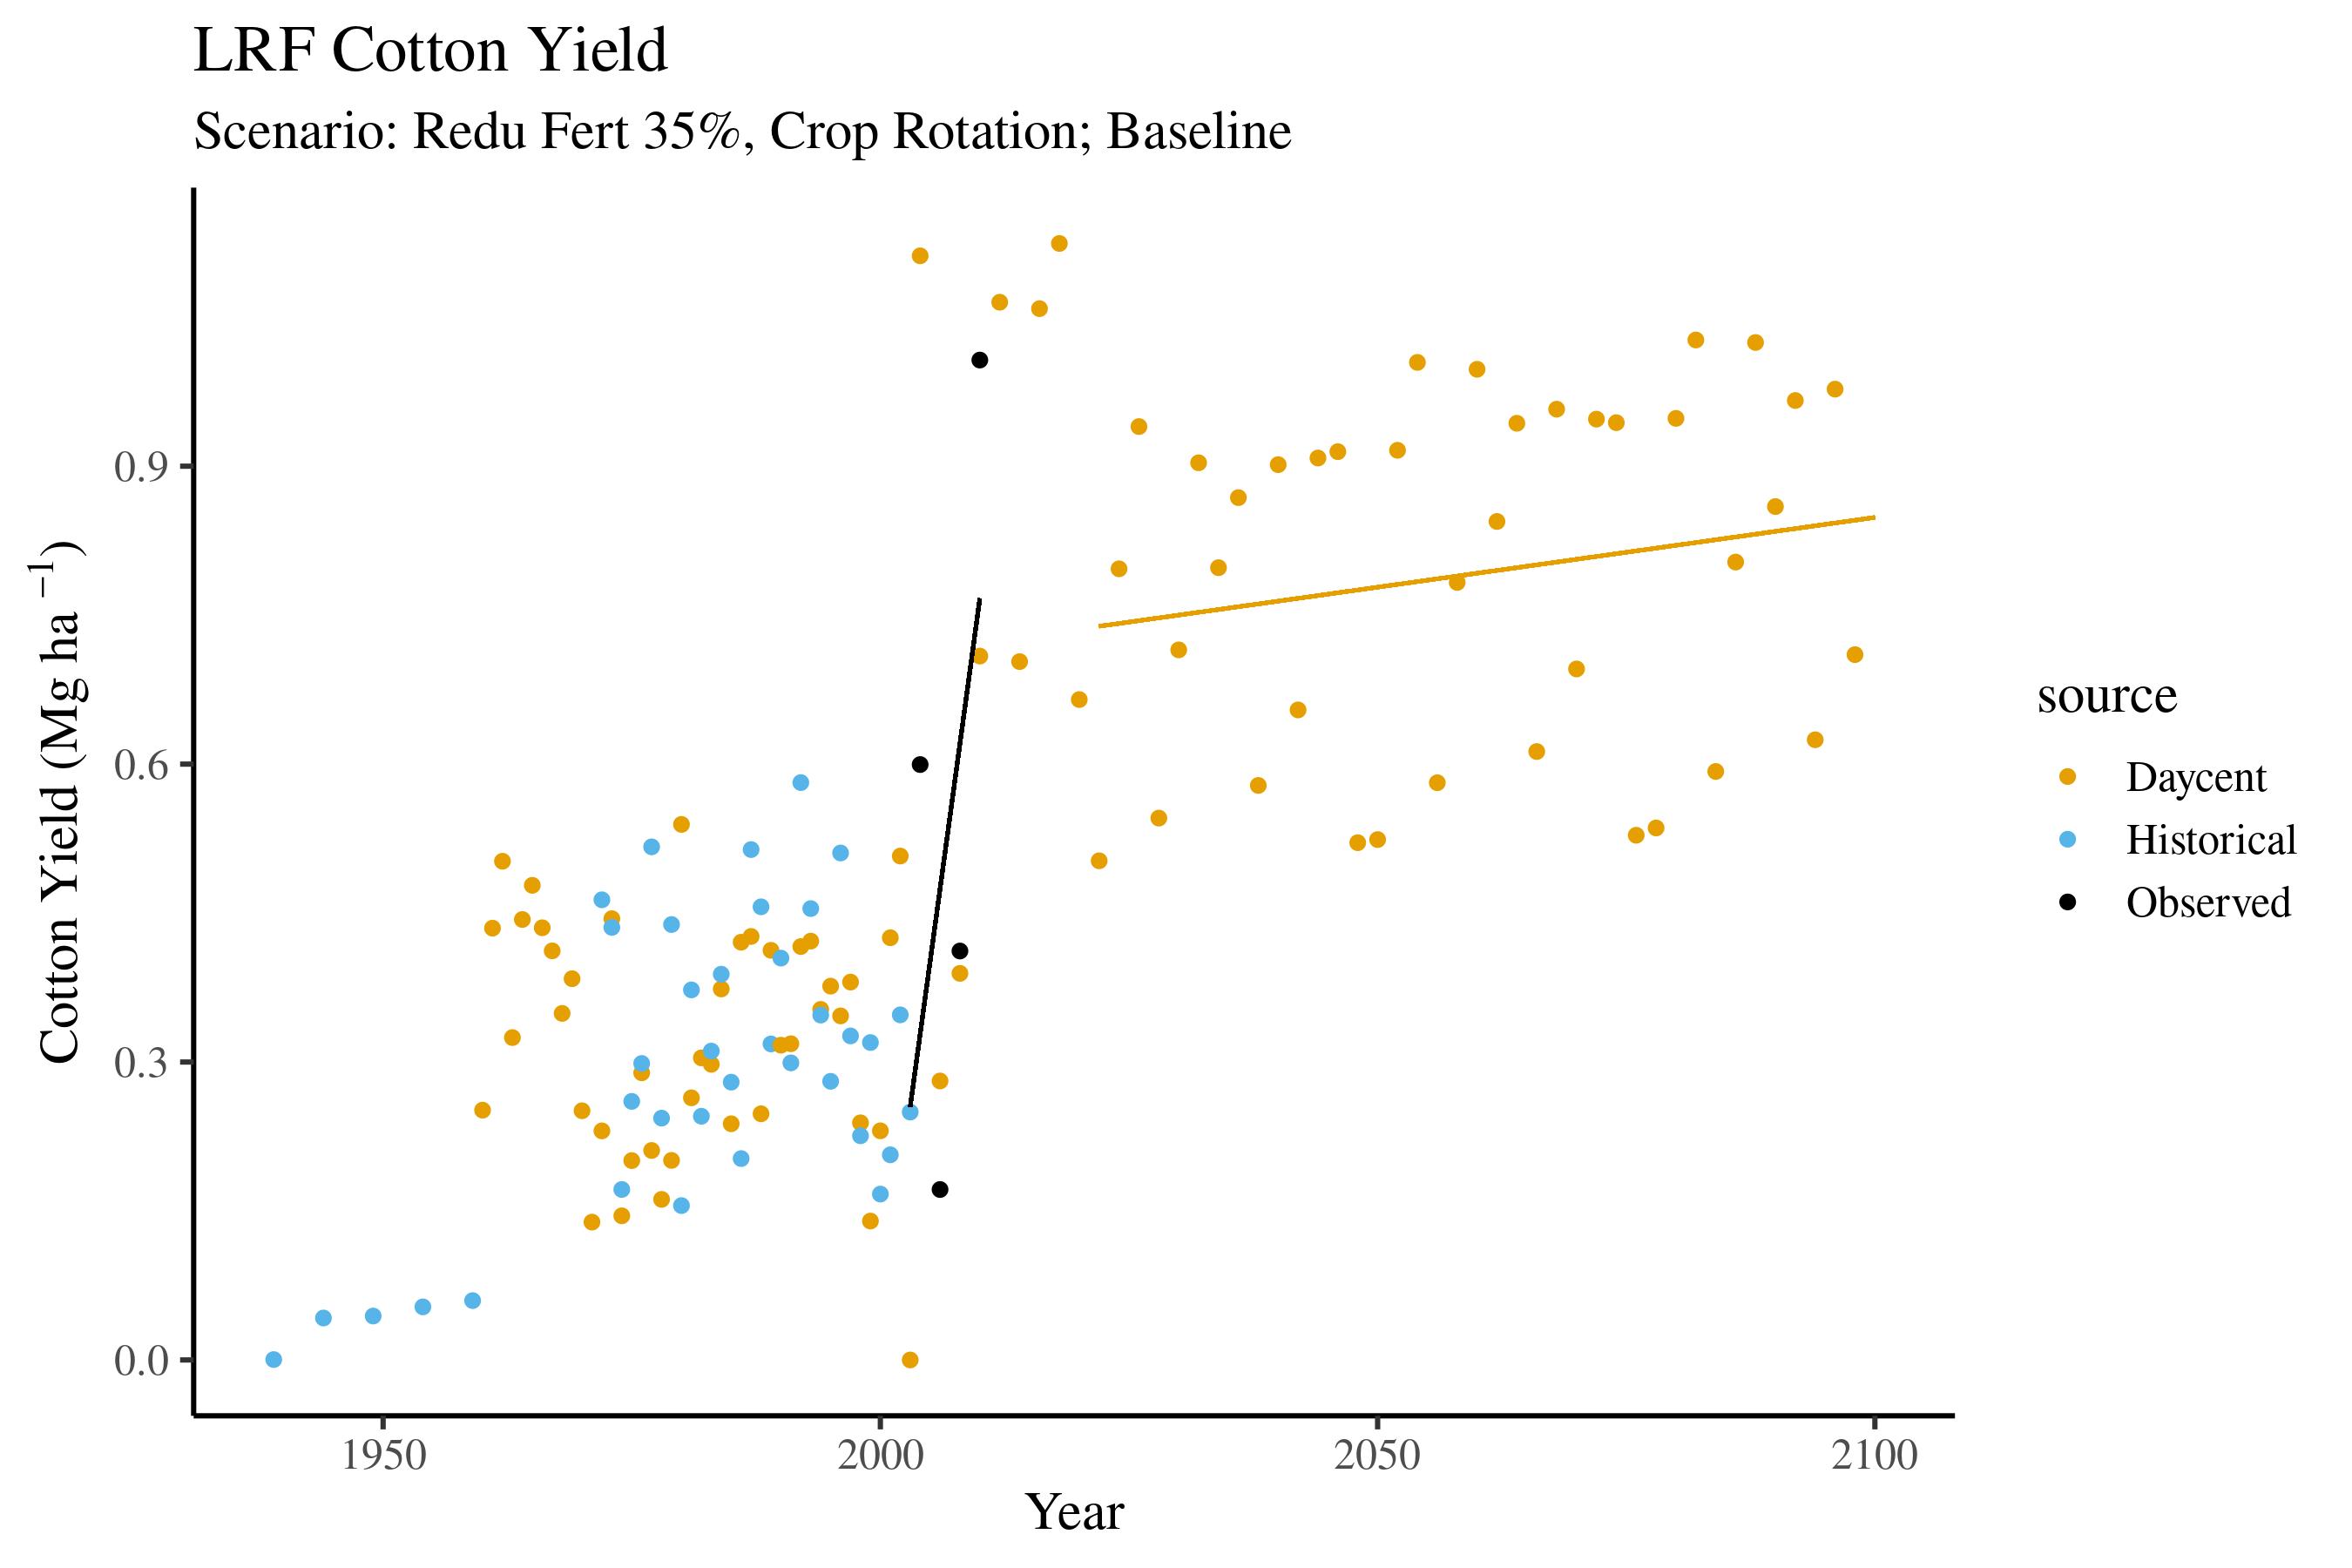 LRF Cotton Yield
Scenario: Redu Fert 35%, Crop Rotation; Baseline
Cotton Yield (Mg ha −1)
0.9
0.6
0.3
0.0
1950
2000
2050
2100
Year
source
Daycent
Historical
Observed